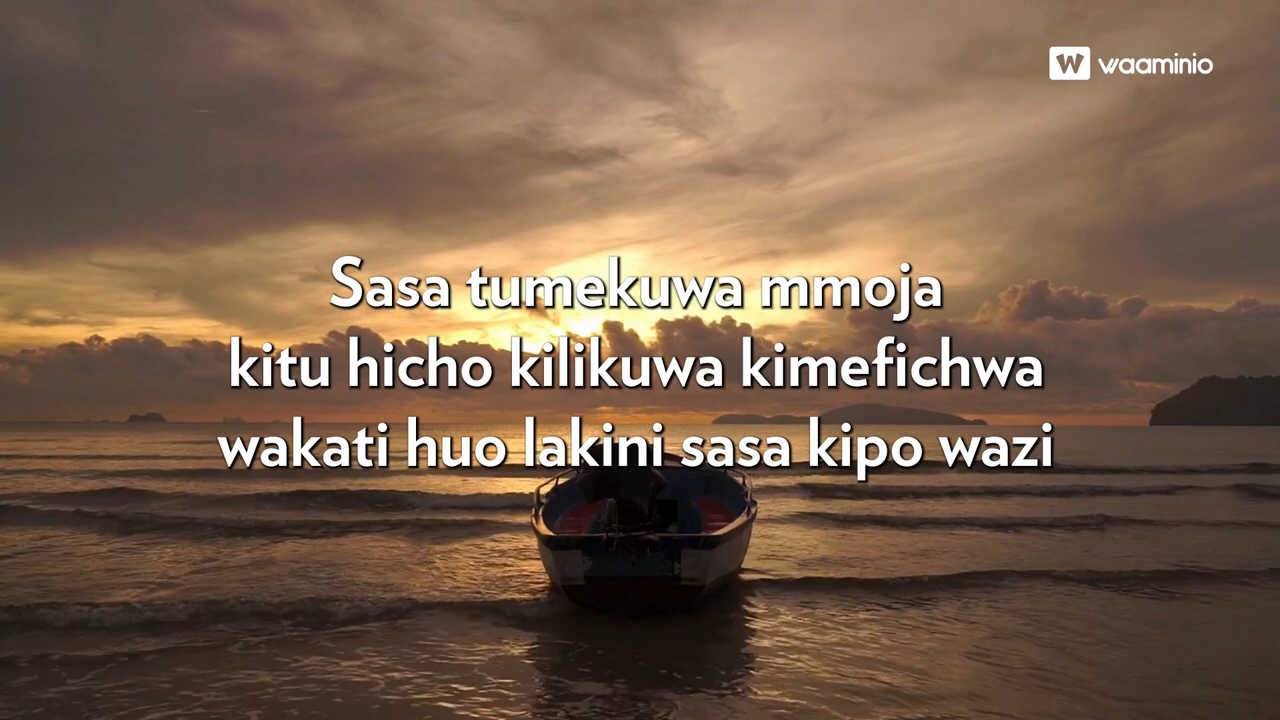 W waaminio
Sasa tumekuwa mmoja
kitu hicho kilikuwa kimefichwa
wakati huo lakini sasa kipo wazi